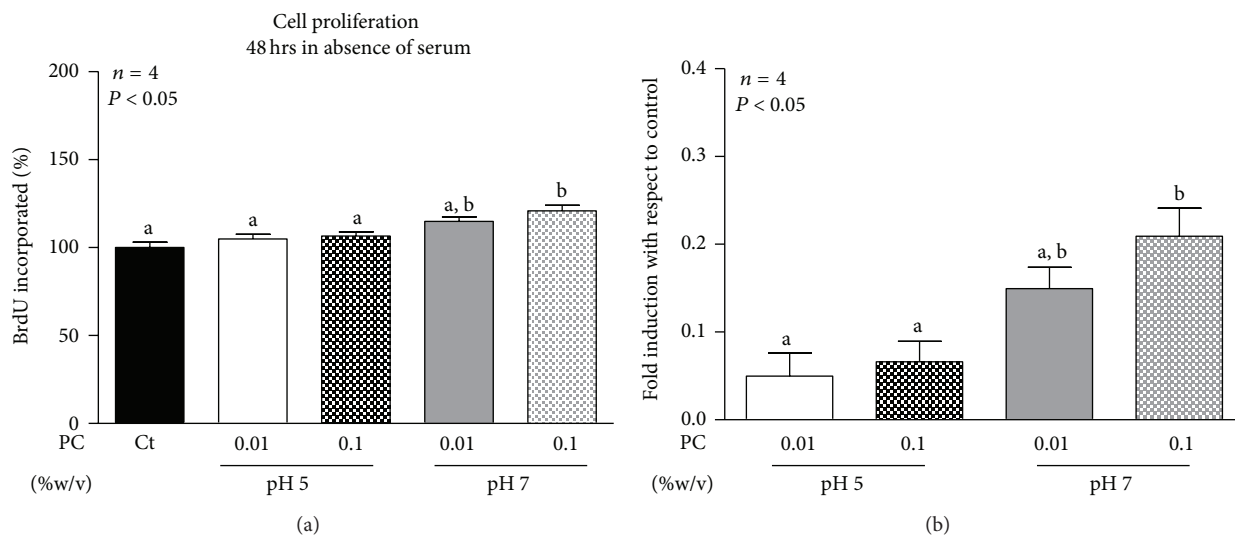 Cell proliferation
48 hrs in absence of serum
BrdU incorporated (%)
200
150
100
50
0
n = 4
P < 0.05
a
a
a
a, b
b
PC
Ct
0.01
0.1
0.01
0.1
(%w/v)
pH 5
pH 7
(a)
Fold induction with respect to control
0.4
0.3
0.2
0.1
0.0
n = 4
P < 0.05
a
a
a, b
b
PC
0.01
0.1
0.01
0.1
(%w/v)
pH 5
pH 7
(b)